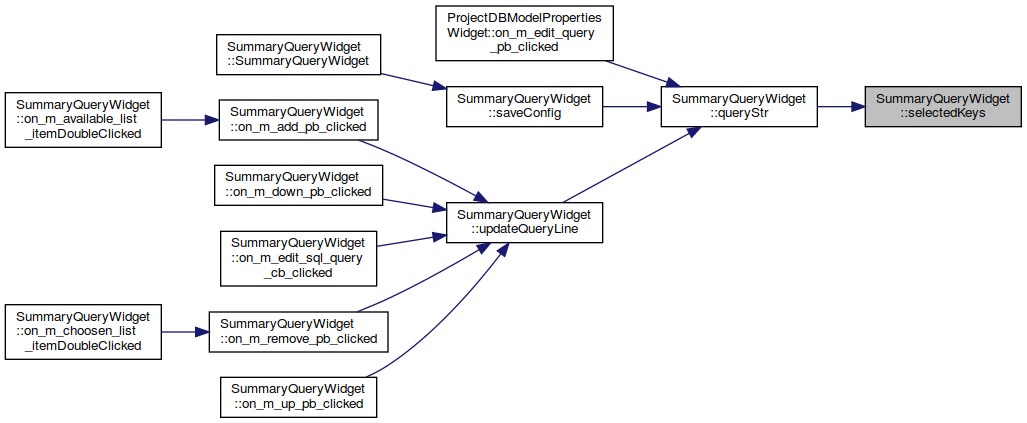 ProjectDBModelProperties
Widget::on_m_edit_query
_pb_clicked
SummaryQueryWidget
::SummaryQueryWidget
SummaryQueryWidget
::saveConfig
SummaryQueryWidget
::queryStr
SummaryQueryWidget
::selectedKeys
SummaryQueryWidget
::on_m_available_list
_itemDoubleClicked
SummaryQueryWidget
::on_m_add_pb_clicked
SummaryQueryWidget
::on_m_down_pb_clicked
SummaryQueryWidget
::updateQueryLine
SummaryQueryWidget
::on_m_edit_sql_query
_cb_clicked
SummaryQueryWidget
::on_m_choosen_list
_itemDoubleClicked
SummaryQueryWidget
::on_m_remove_pb_clicked
SummaryQueryWidget
::on_m_up_pb_clicked